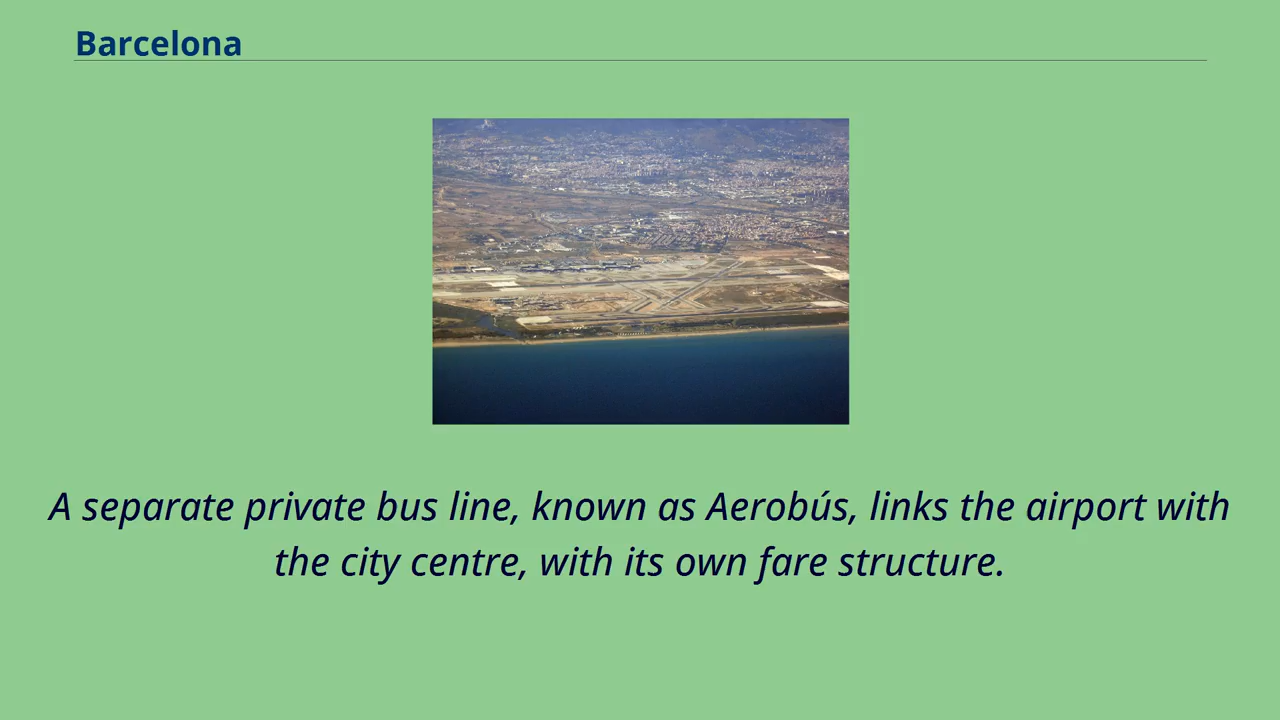 Barcelona
A separate private bus line, known as Aerobús, links the airport with
the city centre, with its own fare structure.